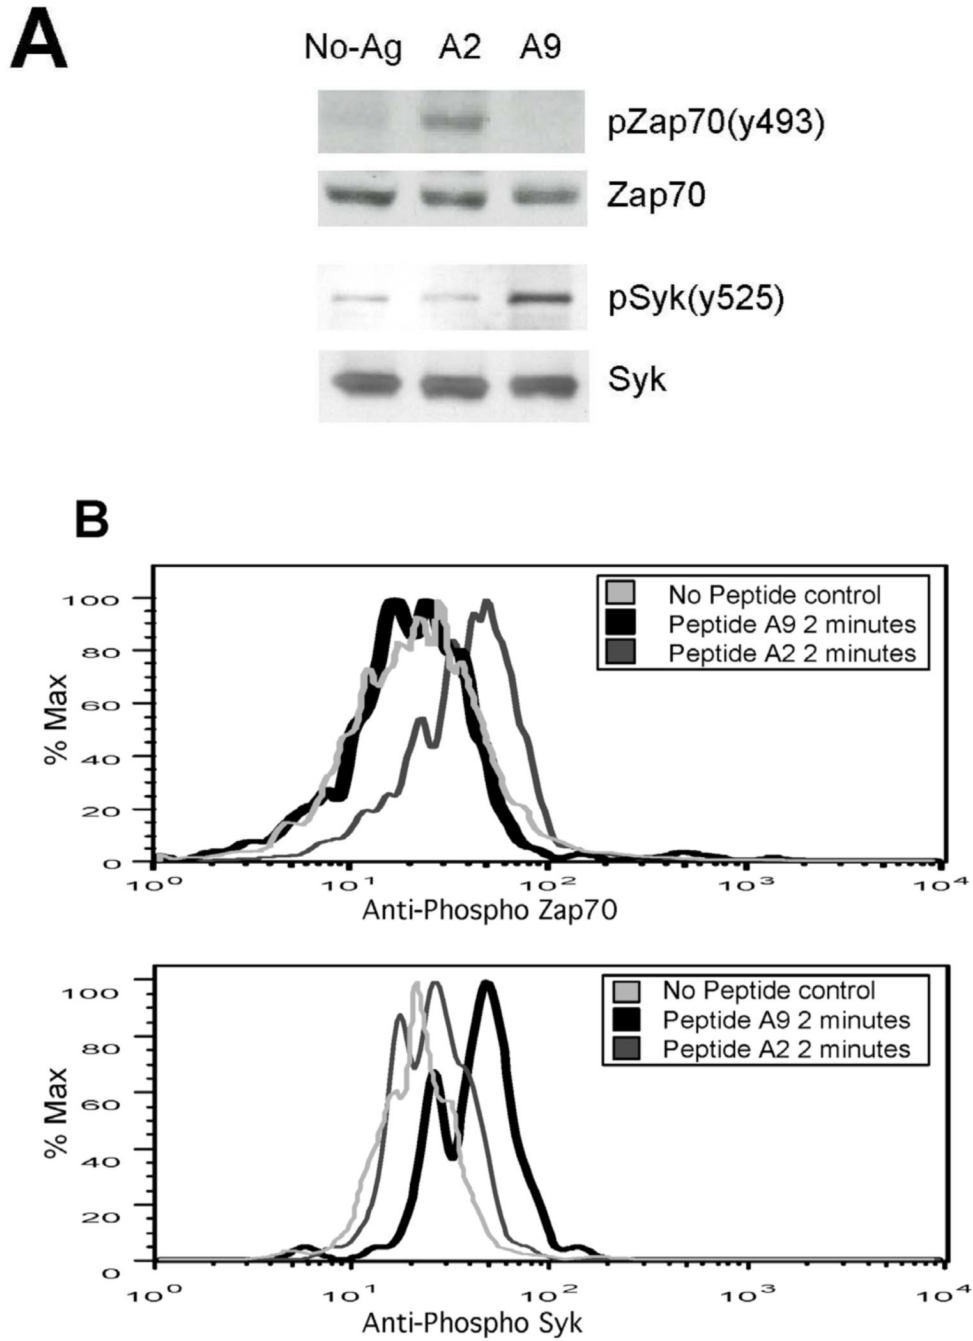 A
No-Ag A2 A9
pZap70(y493)
Zap70
pSyk(y525)
Syk
B
No Peptide control
Peptide A9 2 minutes
Peptide A2 2 minutes
% Max
100
80
60
40
20
0
10⁰ 10¹ 10² 10³ 10⁴
Anti-Phospho Zap70
No Peptide control
Peptide A9 2 minutes
Peptide A2 2 minutes
% Max
100
80
60
40
20
0
10⁰ 10¹ 10² 10³ 10⁴
Anti-Phospho Syk